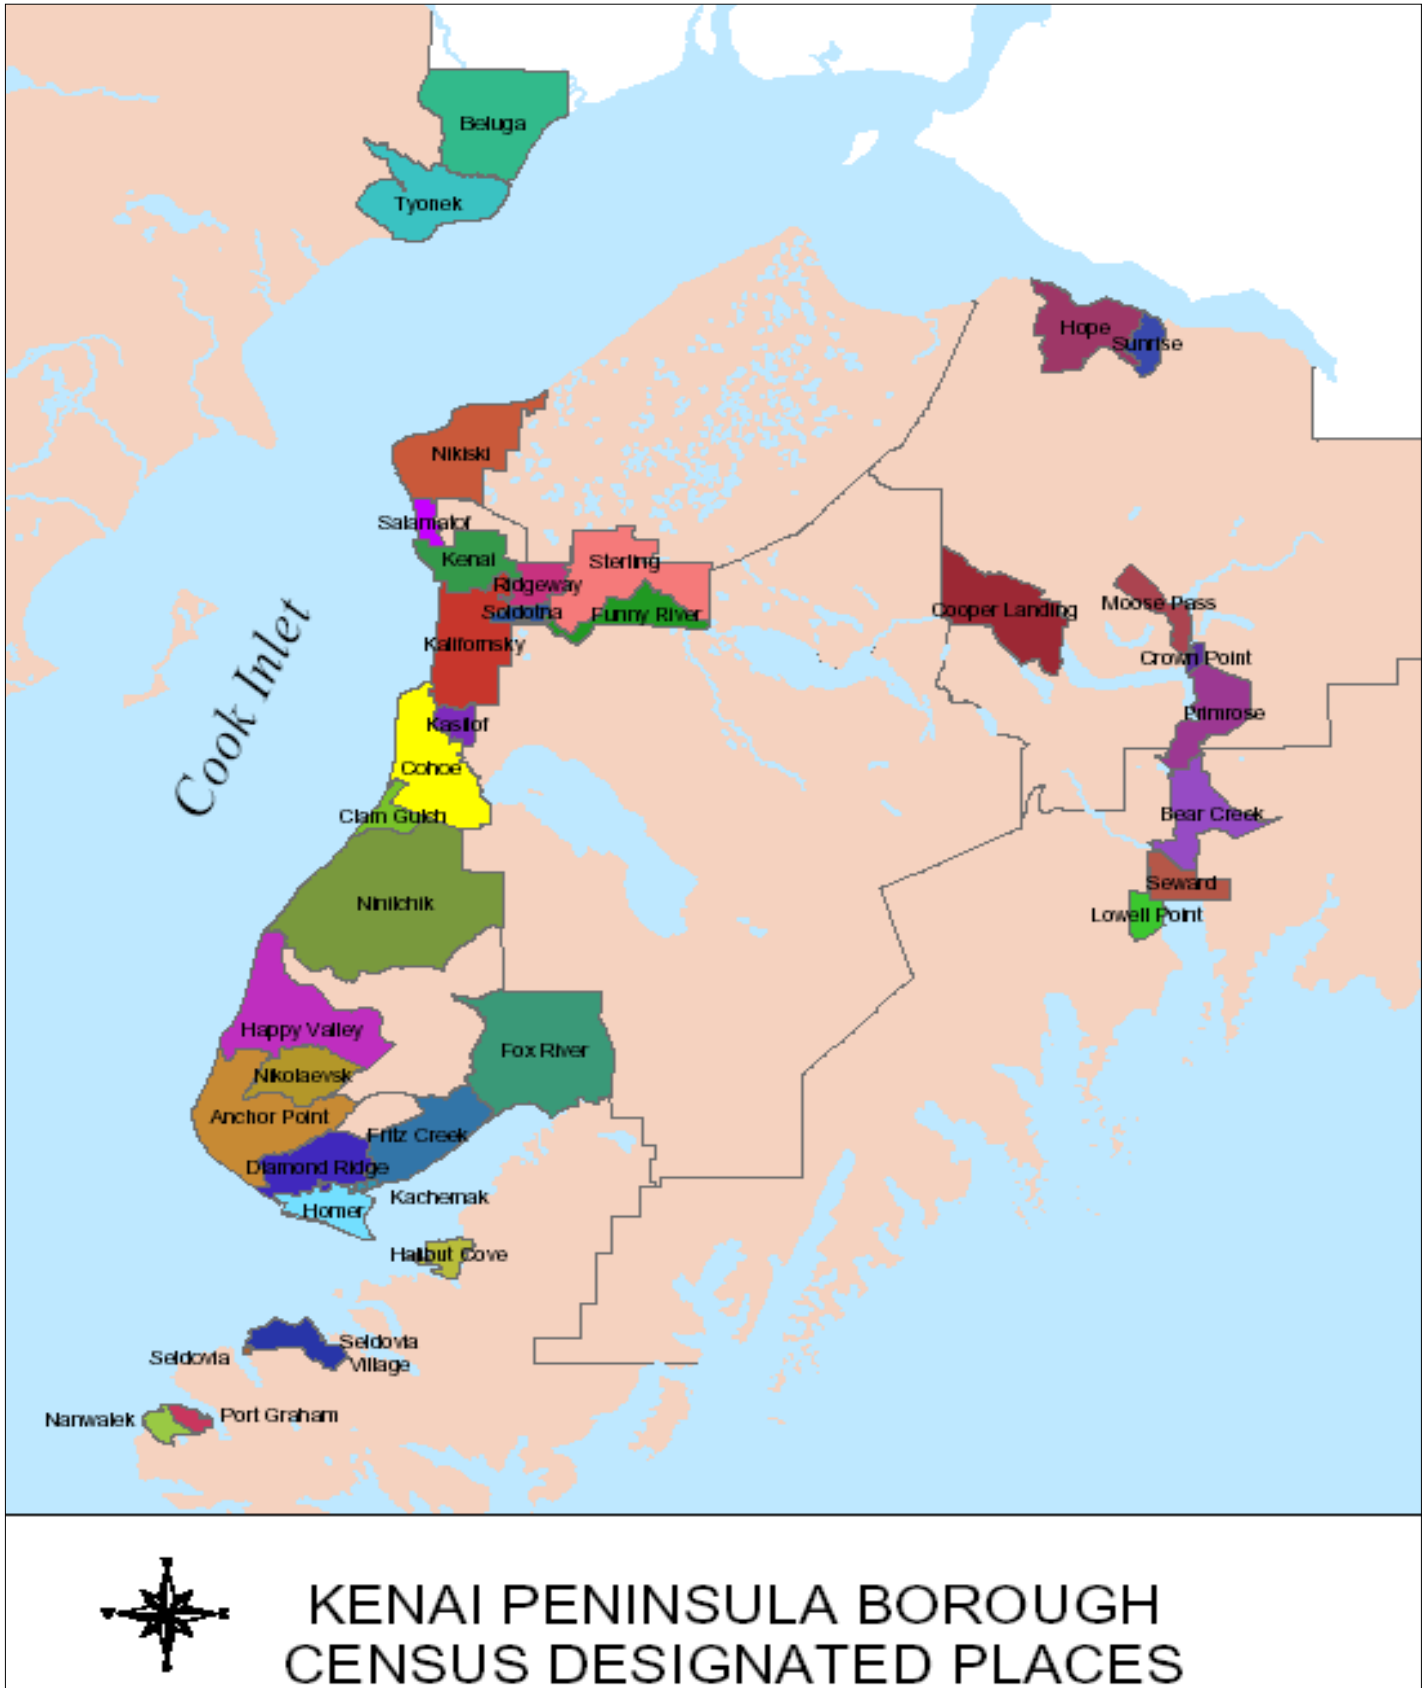 Beluga
Tyonek
Hope
Sunrise
Nikiski
Salamatof
Kenai
Sterling
Ridgeway
Soldotna
Funny River
Kalifornsky
Cooper Landing
Moose Pass
Crown Point
Primrose
Cook Inlet
Kasilof
Cohoe
Clam Gulch
Bear Creek
Ninilchik
Seward
Lowell Point
Happy Valley
Fox River
Nikolaevsk
Anchor Point
Fritz Creek
Diamond Ridge
Kachemak
Homer
Halibut Cove
Seldovia
Village
Seldovia
Nanwalek
Port Graham
KENAI PENINSULA BOROUGH
CENSUS DESIGNATED PLACES